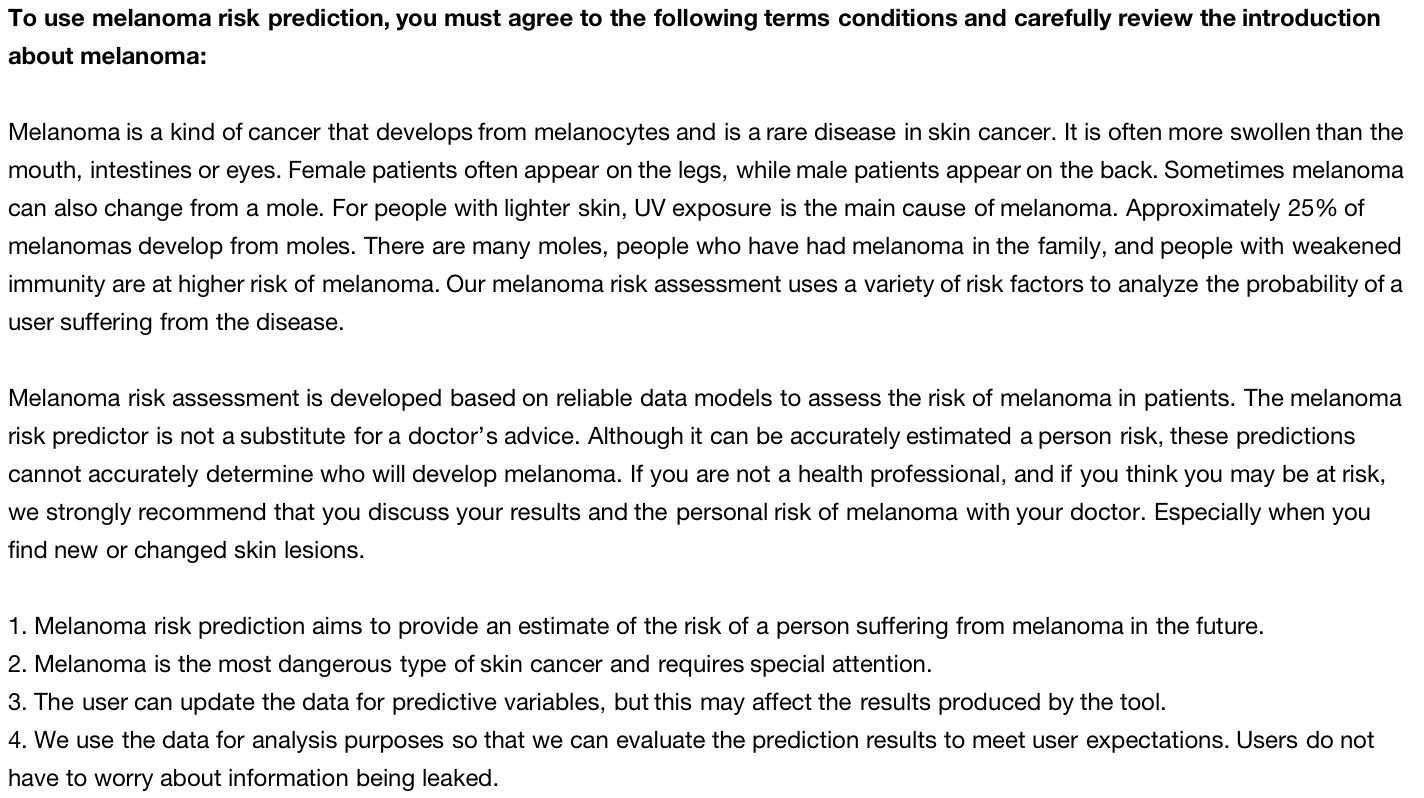 To use melanoma risk prediction, you must agree to the following terms conditions and carefully review the introduction
about melanoma:
Melanoma is a kind of cancer that develops from melanocytes and is a rare disease in skin cancer. It is often more swollen than the
mouth, intestines or eyes. Female patients often appear on the legs, while male patients appear on the back. Sometimes melanoma
can also change from a mole. For people with lighter skin, UV exposure is the main cause of melanoma. Approximately 25% of
melanomas develop from moles. There are many moles, people who have had melanoma in the family, and people with weakened
immunity are at higher risk of melanoma. Our melanoma risk assessment uses a variety of risk factors to analyze the probability of a
user suffering from the disease.
Melanoma risk assessment is developed based on reliable data models to assess the risk of melanoma in patients. The melanoma
risk predictor is not a substitute for a doctor’s advice. Although it can be accurately estimated a person risk, these predictions
cannot accurately determine who will develop melanoma. If you are not a health professional, and if you think you may be at risk,
we strongly recommend that you discuss your results and the personal risk of melanoma with your doctor. Especially when you
find new or changed skin lesions.
1. Melanoma risk prediction aims to provide an estimate of the risk of a person suffering from melanoma in the future.
2. Melanoma is the most dangerous type of skin cancer and requires special attention.
3. The user can update the data for predictive variables, but this may affect the results produced by the tool.
4. We use the data for analysis purposes so that we can evaluate the prediction results to meet user expectations. Users do not
have to worry about information being leaked.